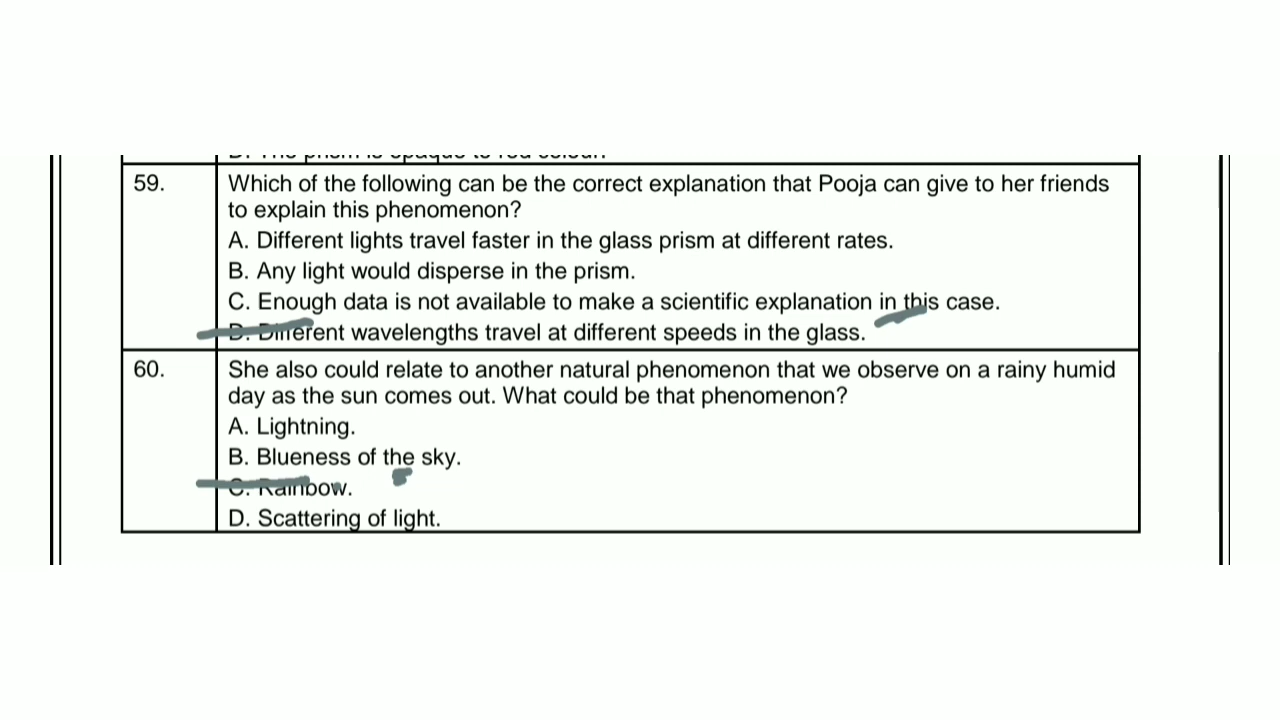 59.
Which of the following can be the correct explanation that Pooja can give to her friends
to explain this phenomenon?
A. Different lights travel faster in the glass prism at different rates.
B. Any light would disperse in the prism.
C. Enough data is not available to make a scientific explanation in this case.
D. Different wavelengths travel at different speeds in the glass.
60.
She also could relate to another natural phenomenon that we observe on a rainy humid
day as the sun comes out. What could be that phenomenon?
A. Lightning.
B. Blueness of the sky.
C. Rainbow.
D. Scattering of light.